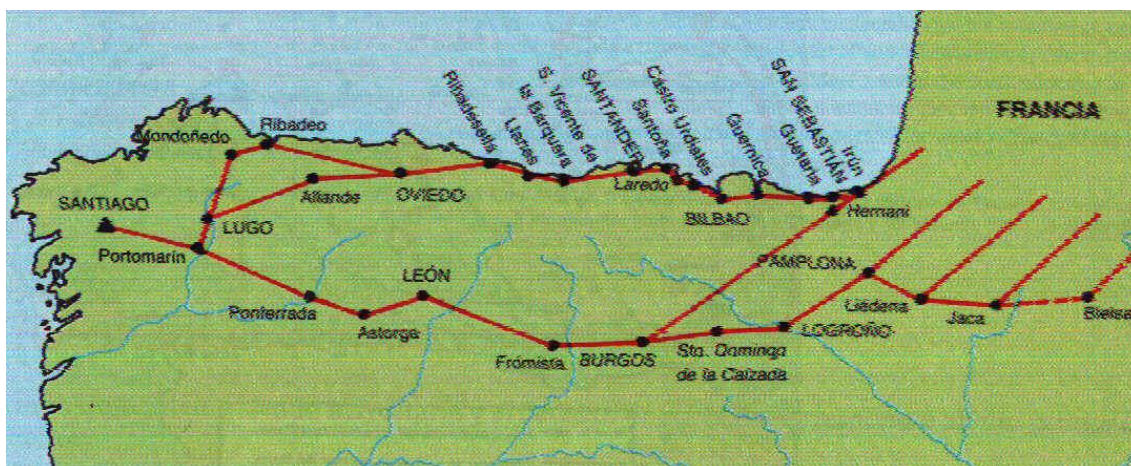 Ribadesella
Llanes
S. Vicente de
la Barquera
SANTANDER
Santoña
Castro Urdiales
Guernica
SAN SEBASTIÁN
Guetaria
Irún
FRANCIA
Mondoñedo
Ribadeo
Laredo
Allande
OVIEDO
SANTIAGO
LUGO
BILBAO
Hernani
Portomarín
LEÓN
PAMPLONA
Ponferrada
Astorga
Liédena
Jaca
Bielsa
Frómista
BURGOS
LOGROÑO
Sto. Domingo
de la Calzada